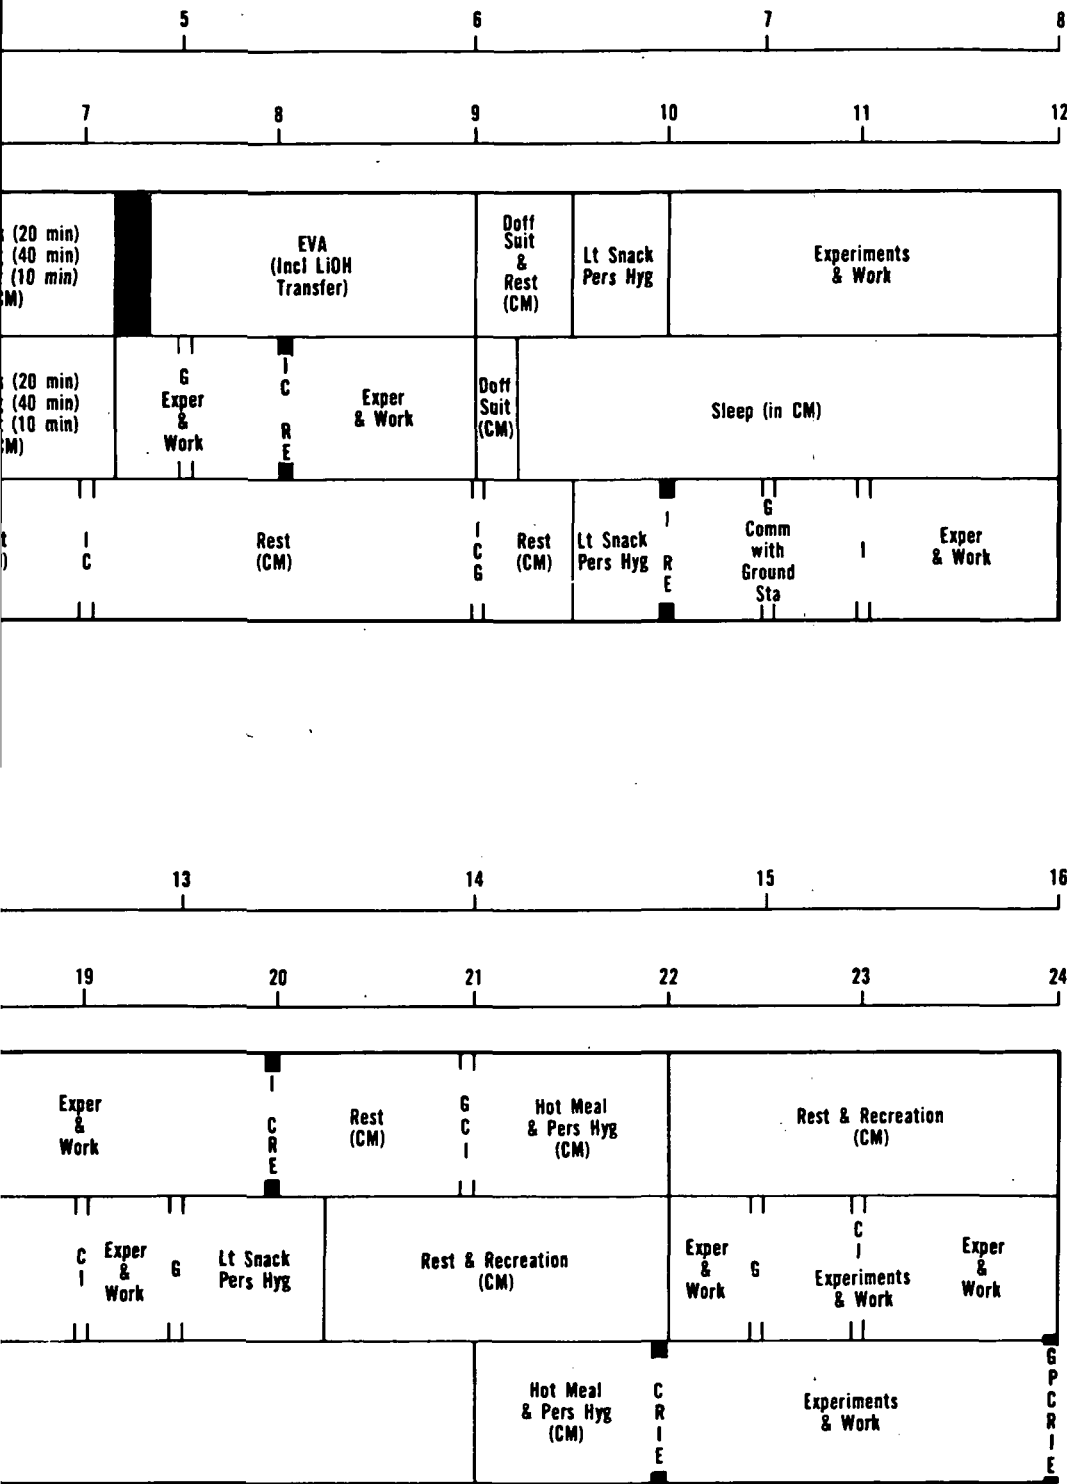 5 6 7 8
7 8 9 10 11 12
(20 min)
(40 min)
(10 min)
M)
EVA
(Incl LiOH
Transfer)
Doff
Suit
&
Rest
(CM)
Lt Snack
Pers Hyg
Experiments
& Work
(20 min)
(40 min)
(10 min)
M)
G
Exper
&
Work
I
C
R
E
Exper
& Work
Doff
Suit
(CM)
Sleep (in CM)
t
)
I
C
Rest
(CM)
I
C
G
Rest
(CM)
Lt Snack
Pers Hyg
I
R
E
G
Comm
with
Ground
Sta
I
Exper
& Work
13 14 15 16
19 20 21 22 23 24
Exper
&
Work
I
C
R
E
Rest
(CM)
G
C
I
Hot Meal
& Pers Hyg
(CM)
Rest & Recreation
(CM)
C
I
Exper
&
Work
G
Lt Snack
Pers Hyg
Rest & Recreation
(CM)
Exper
&
Work
G
C
I
Experiments
& Work
Exper
&
Work
Hot Meal
& Pers Hyg
(CM)
C
R
I
E
Experiments
& Work
G
P
C
R
I
E